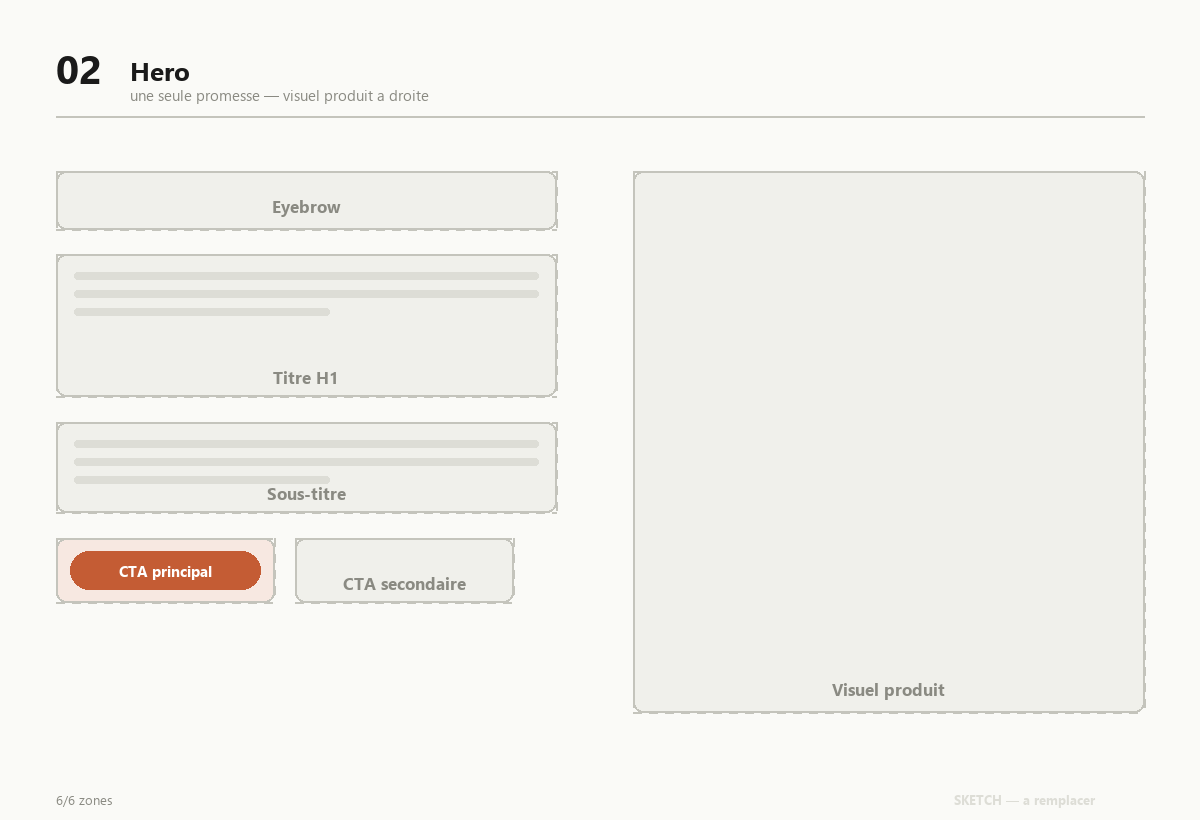 02 Hero
une seule promesse — visuel produit a droite
Eyebrow
Titre H1
Sous-titre
CTA principal
CTA secondaire
Visuel produit
6/6 zones
SKETCH — a remplacer